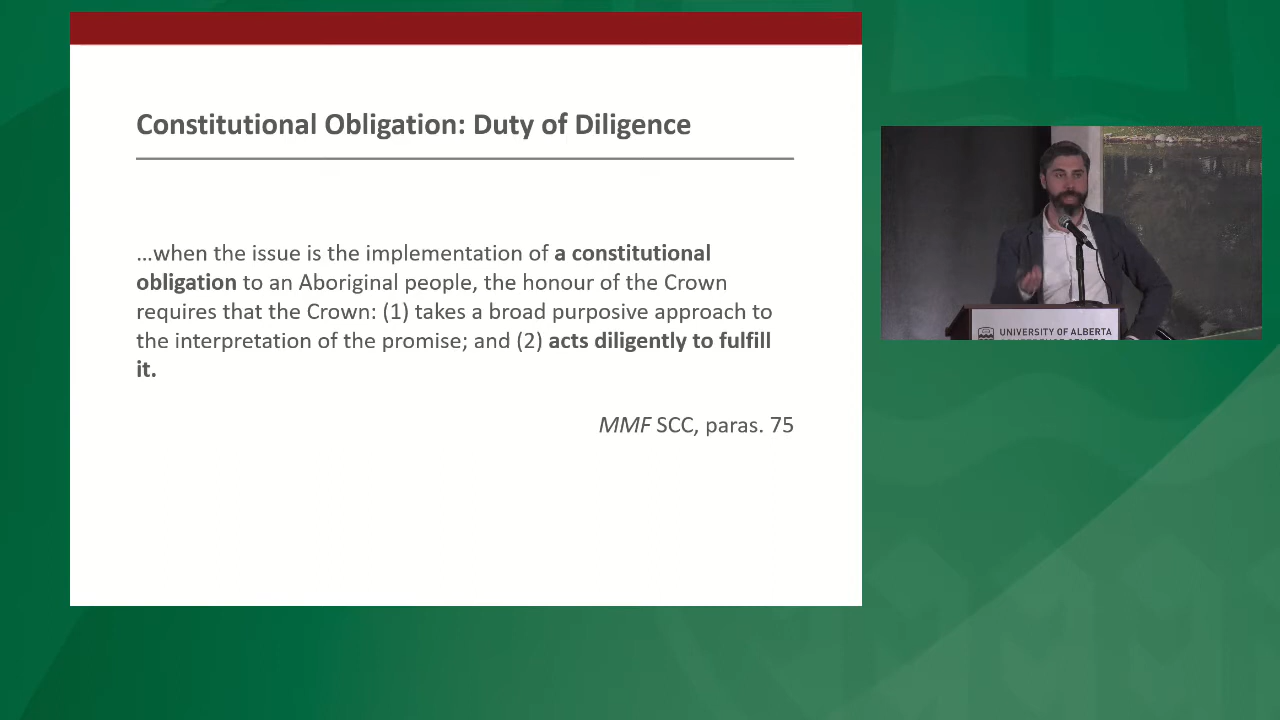 Constitutional Obligation: Duty of Diligence
...when the issue is the implementation of a constitutional
obligation to an Aboriginal people, the honour of the Crown
requires that the Crown: (1) takes a broad purposive approach to
the interpretation of the promise; and (2) acts diligently to fulfill
it.
MMF SCC, paras. 75
UNIVERSITY OF ALBERTA